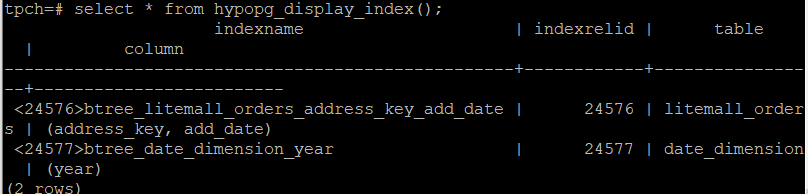 tpch=# select * from hypopg_display_index();
                     indexname                      | indexrelid |      table
  |          column
----------------------------------------------------+------------+---------------
--+--------------------------
 <24576>btree_litemall_orders_address_key_add_date |      24576 | litemall_order
s | (address_key, add_date)
 <24577>btree_date_dimension_year                  |      24577 | date_dimension
  | (year)
(2 rows)